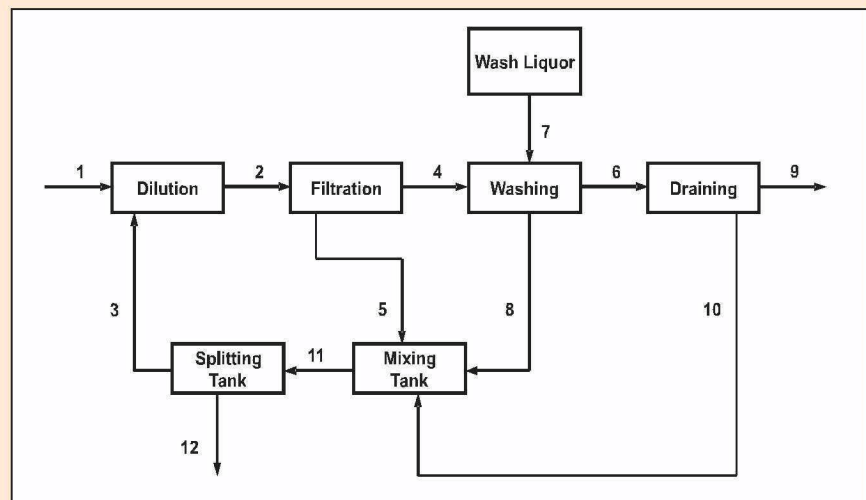 Wash Liquor
7
1
2
4
6
9
Dilution
Filtration
Washing
Draining
3
5
8
10
11
Splitting
Tank
Mixing
Tank
12